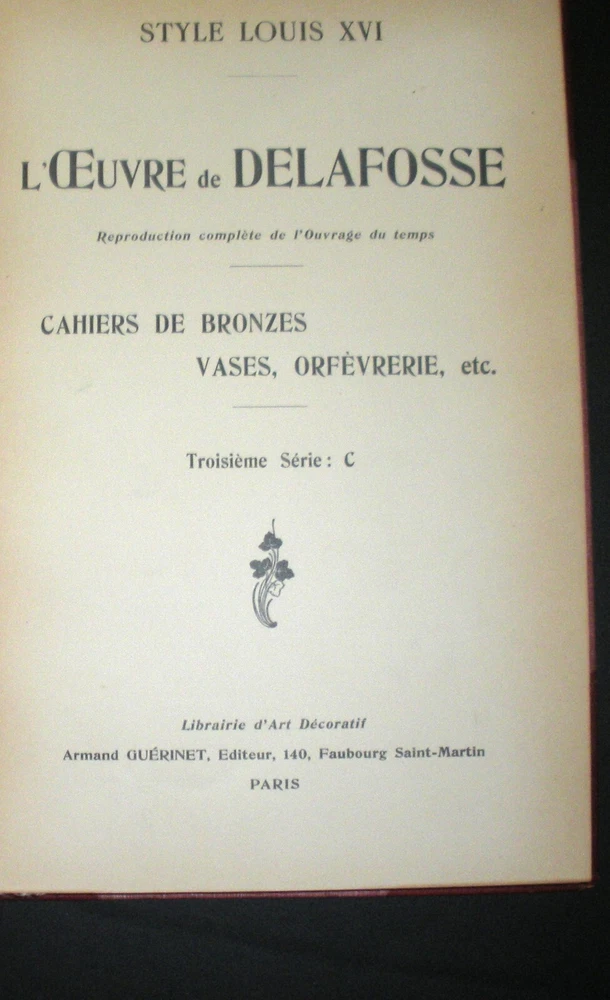 STYLE LOUIS XVI
L'ŒUVRE de DELAFOSSE
Reproduction complète de l'Ouvrage du temps
CAHIERS DE BRONZES
VASES, ORFÈVRERIE, etc.
Troisième Série : C
Librairie d'Art Décoratif
Armand GUÉRINET, Editeur, 140, Faubourg Saint-Martin
PARIS